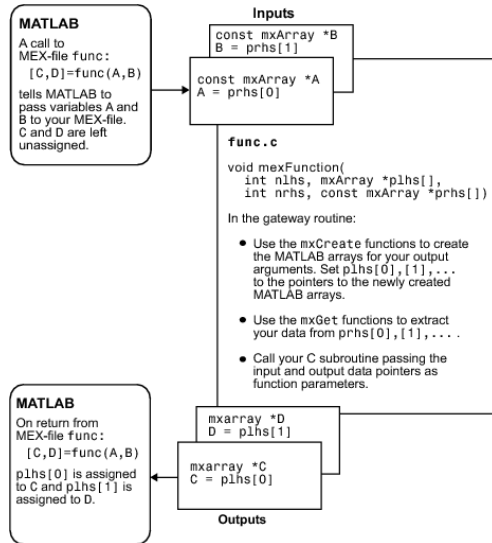 MATLAB
A call to
MEX-file func:
[C,D]=func(A,B)
tells MATLAB to
pass variables A and
B to your MEX-file.
C and D are left
unassigned.
Inputs
const mxArray *B
B = prhs[1]
const mxArray *A
A = prhs[0]
func.c
void mexFunction(
int nlhs, mxArray *plhs[],
int nrhs, const mxArray *prhs[])
In the gateway routine:
• Use the mxCreate functions to create
the MATLAB arrays for your output
arguments. Set plhs[0],[1],...
to the pointers to the newly created
MATLAB arrays.
• Use the mxGet functions to extract
your data from prhs[0],[1],... .
• Call your C subroutine passing the
input and output data pointers as
function parameters.
MATLAB
On return from
MEX-file func:
[C,D]=func(A,B)
plhs[0] is assigned
to C and plhs[1] is
assigned to D.
mxarray *D
D = plhs[1]
mxarray *C
C = plhs[0]
Outputs